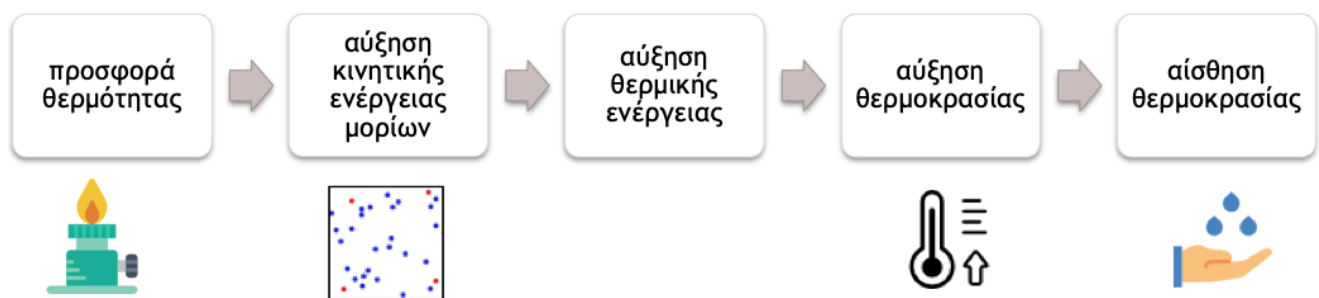 προσφορά
θερμότητας
αύξηση
κινητικής
ενέργειας
μορίων
αύξηση
θερμικής
ενέργειας
αύξηση
θερμοκρασίας
αίσθηση
θερμοκρασίας